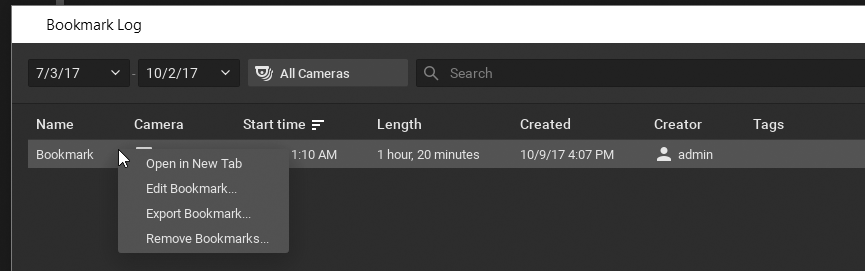 Bookmark Log
7/3/17 - 10/2/17 All Cameras Search
Name Camera Start time Length Created Creator Tags
Bookmark 1:10 AM 1 hour, 20 minutes 10/9/17 4:07 PM admin
Open in New Tab
Edit Bookmark...
Export Bookmark...
Remove Bookmarks...